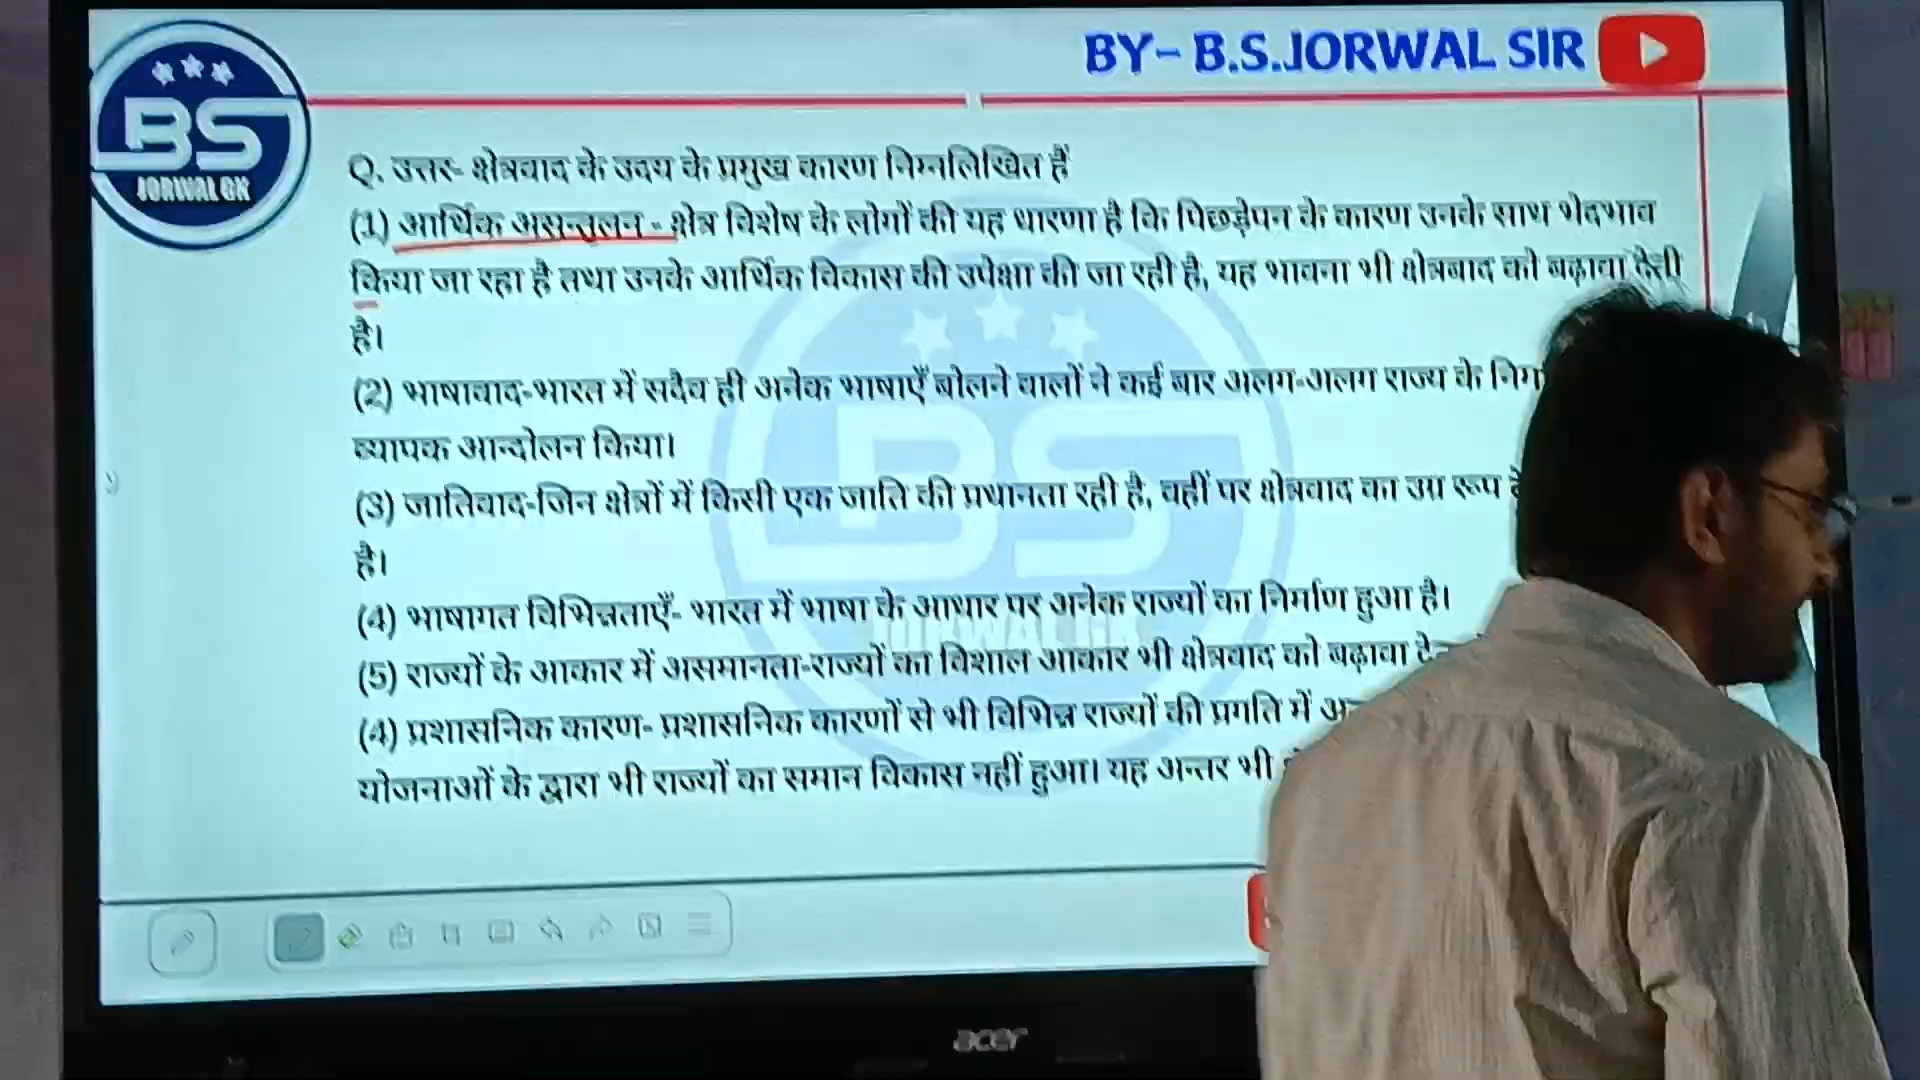 BS
JORWAL GK
BY- B.S.JORWAL SIR
Q. उत्तर- क्षेत्रवाद के उदय के प्रमुख कारण निम्नलिखित हैं
(1) आर्थिक असन्तुलन - क्षेत्र विशेष के लोगों की यह धारणा है कि पिछड़ेपन के कारण उनके साथ भेदभाव
किया जा रहा है तथा उनके आर्थिक विकास की उपेक्षा की जा रही है, यह भावना भी क्षेत्रबाद को बढ़ावा देती
है।
(2) भाषावाद-भारत में सदैव ही अनेक भाषाएँ बोलने वालों ने कई बार अलग-अलग राज्य के
व्यापक आन्दोलन किया।
(3) जातिवाद-जिन क्षेत्रों में किसी एक जाति की प्रधानता रही है, वहीं पर क्षेत्रवाद का उग्र रूप
है।
(4) भाषागत विभिन्नताएँ- भारत में भाषा के आधार पर अनेक राज्यों का निर्माण हुआ है।
(5) राज्यों के आकार में असमानता-राज्यों का विशाल आकार भी क्षेत्रवाद को बढ़ावा
(4) प्रशासनिक कारण- प्रशासनिक कारणों से भी विभिन्न राज्यों की प्रगति में
योजनाओं के द्वारा भी राज्यों का समान विकास नहीं हुआ। यह अन्तर भी
BS
JORWAL GK
acer